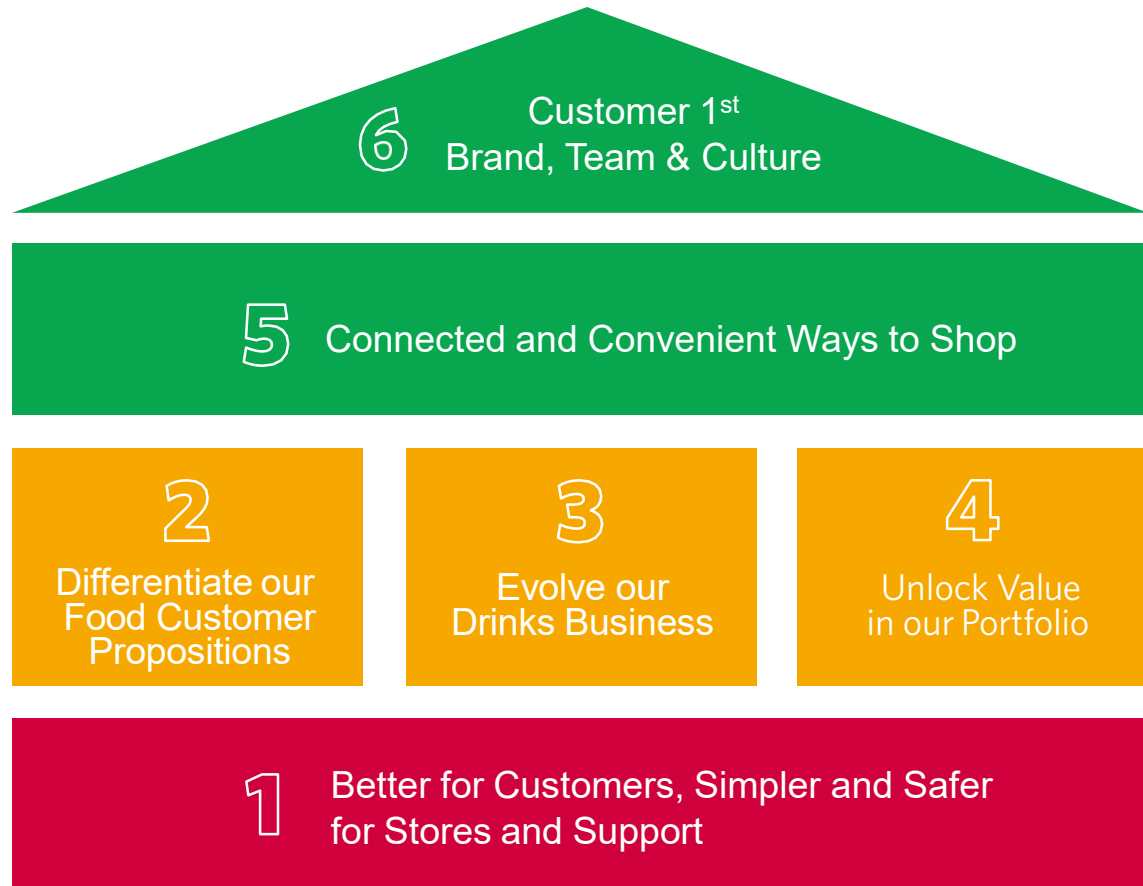 6
Customer 1st
Brand, Team & Culture
5
Connected and Convenient Ways to Shop
2
Differentiate our
Food Customer
Propositions
3
Evolve our
Drinks Business
4
Unlock Value
in our Portfolio
1
Better for Customers, Simpler and Safer
for Stores and Support